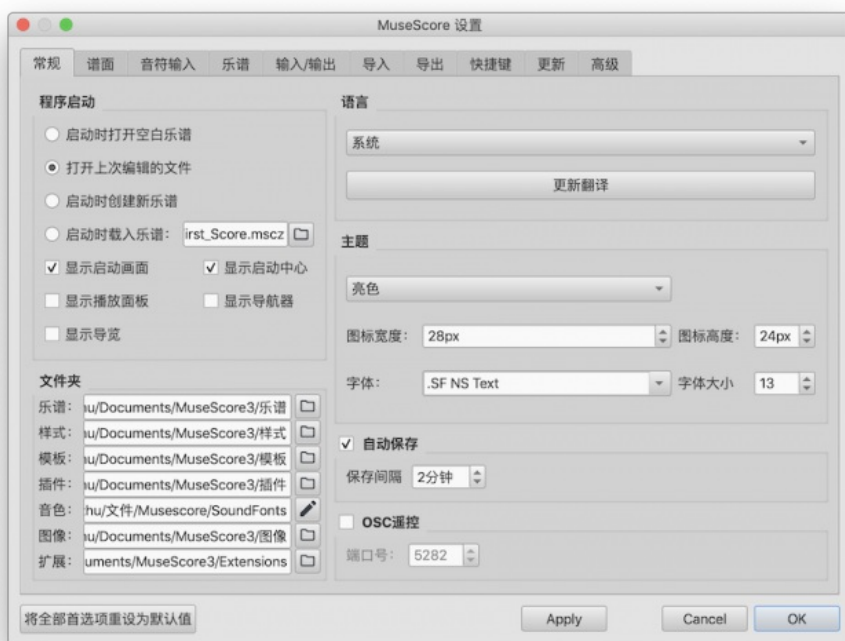 MuseScore 设置
常规 谱面 音符输入 乐谱 输入/输出 导入 导出 快捷键 更新 高级
程序启动
启动时打开空白乐谱
打开上次编辑的文件
启动时创建新乐谱
启动时载入乐谱: irst_Score.mscz
显示启动画面 显示启动中心
显示播放面板 显示导航器
显示导览
文件夹
乐谱: ıu/Documents/MuseScore3/乐谱
样式: ıu/Documents/MuseScore3/样式
模板: ıu/Documents/MuseScore3/模板
插件: ıu/Documents/MuseScore3/插件
音色: :hu/文件/Musescore/SoundFonts
图像: ıu/Documents/MuseScore3/图像
扩展: uments/MuseScore3/Extensions
语言
系统
更新翻译
主题
亮色
图标宽度: 28px 图标高度: 24px
字体: .SF NS Text 字体大小 13
自动保存
保存间隔 2分钟
OSC遥控
端口号: 5282
将全部首选项重设为默认值 Apply Cancel OK